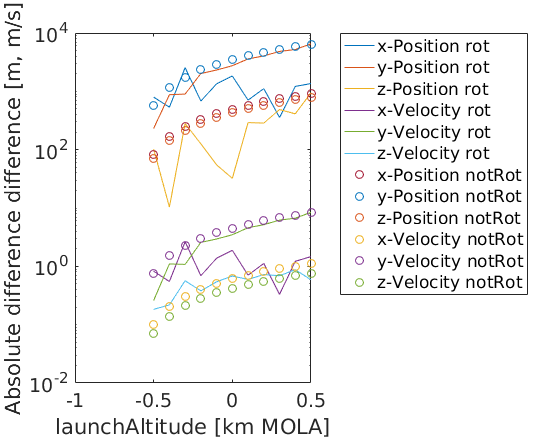 Absolute difference difference [m, m/s]
10^4
10^2
10^0
10^-2
-1
-0.5
0
0.5
launchAltitude [km MOLA]
x-Position rot
y-Position rot
z-Position rot
x-Velocity rot
y-Velocity rot
z-Velocity rot
x-Position notRot
y-Position notRot
z-Position notRot
x-Velocity notRot
y-Velocity notRot
z-Velocity notRot